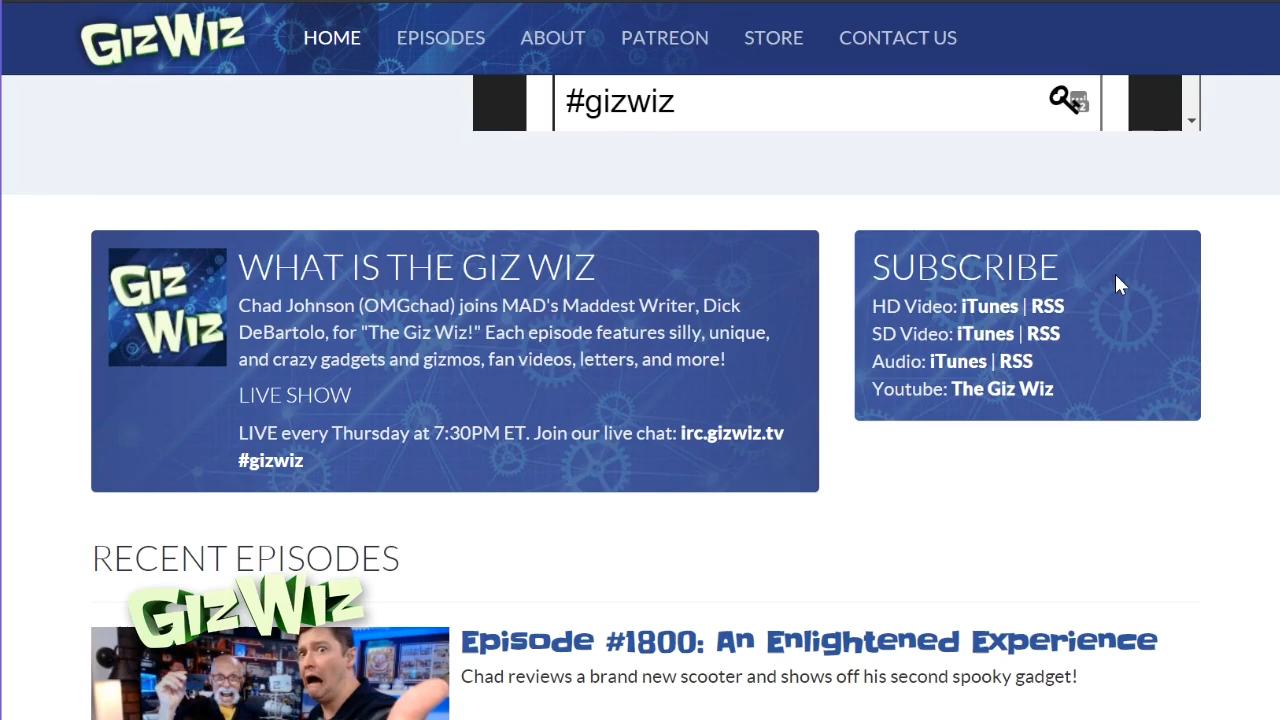 GIZWIZ
HOME EPISODES ABOUT PATREON STORE CONTACT US
#gizwiz
WHAT IS THE GIZ WIZ
GIZ
WIZ
Chad Johnson (OMGchad) joins MAD's Maddest Writer, Dick
DeBartolo, for "The Giz Wiz!" Each episode features silly, unique,
and crazy gadgets and gizmos, fan videos, letters, and more!
LIVE SHOW
LIVE every Thursday at 7:30PM ET. Join our live chat: irc.gizwiz.tv
#gizwiz
SUBSCRIBE
HD Video: iTunes | RSS
SD Video: iTunes | RSS
Audio: iTunes | RSS
Youtube: The Giz Wiz
RECENT EPISODES
GIZWIZ
Episode #1800: An Enlightened Experience
Chad reviews a brand new scooter and shows off his second spooky gadget!